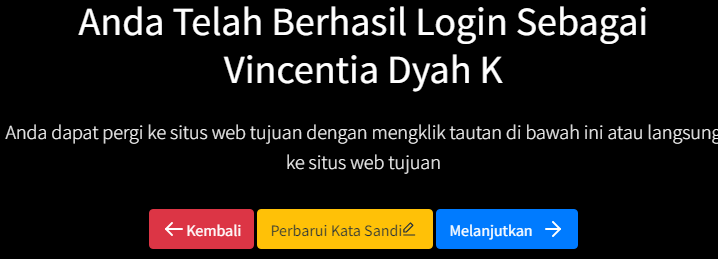 Anda Telah Berhasil Login Sebagai
Vincentia Dyah K
Anda dapat pergi ke situs web tujuan dengan mengklik tautan di bawah ini atau langsung
ke situs web tujuan
Kembali Perbarui Kata Sandi Melanjutkan